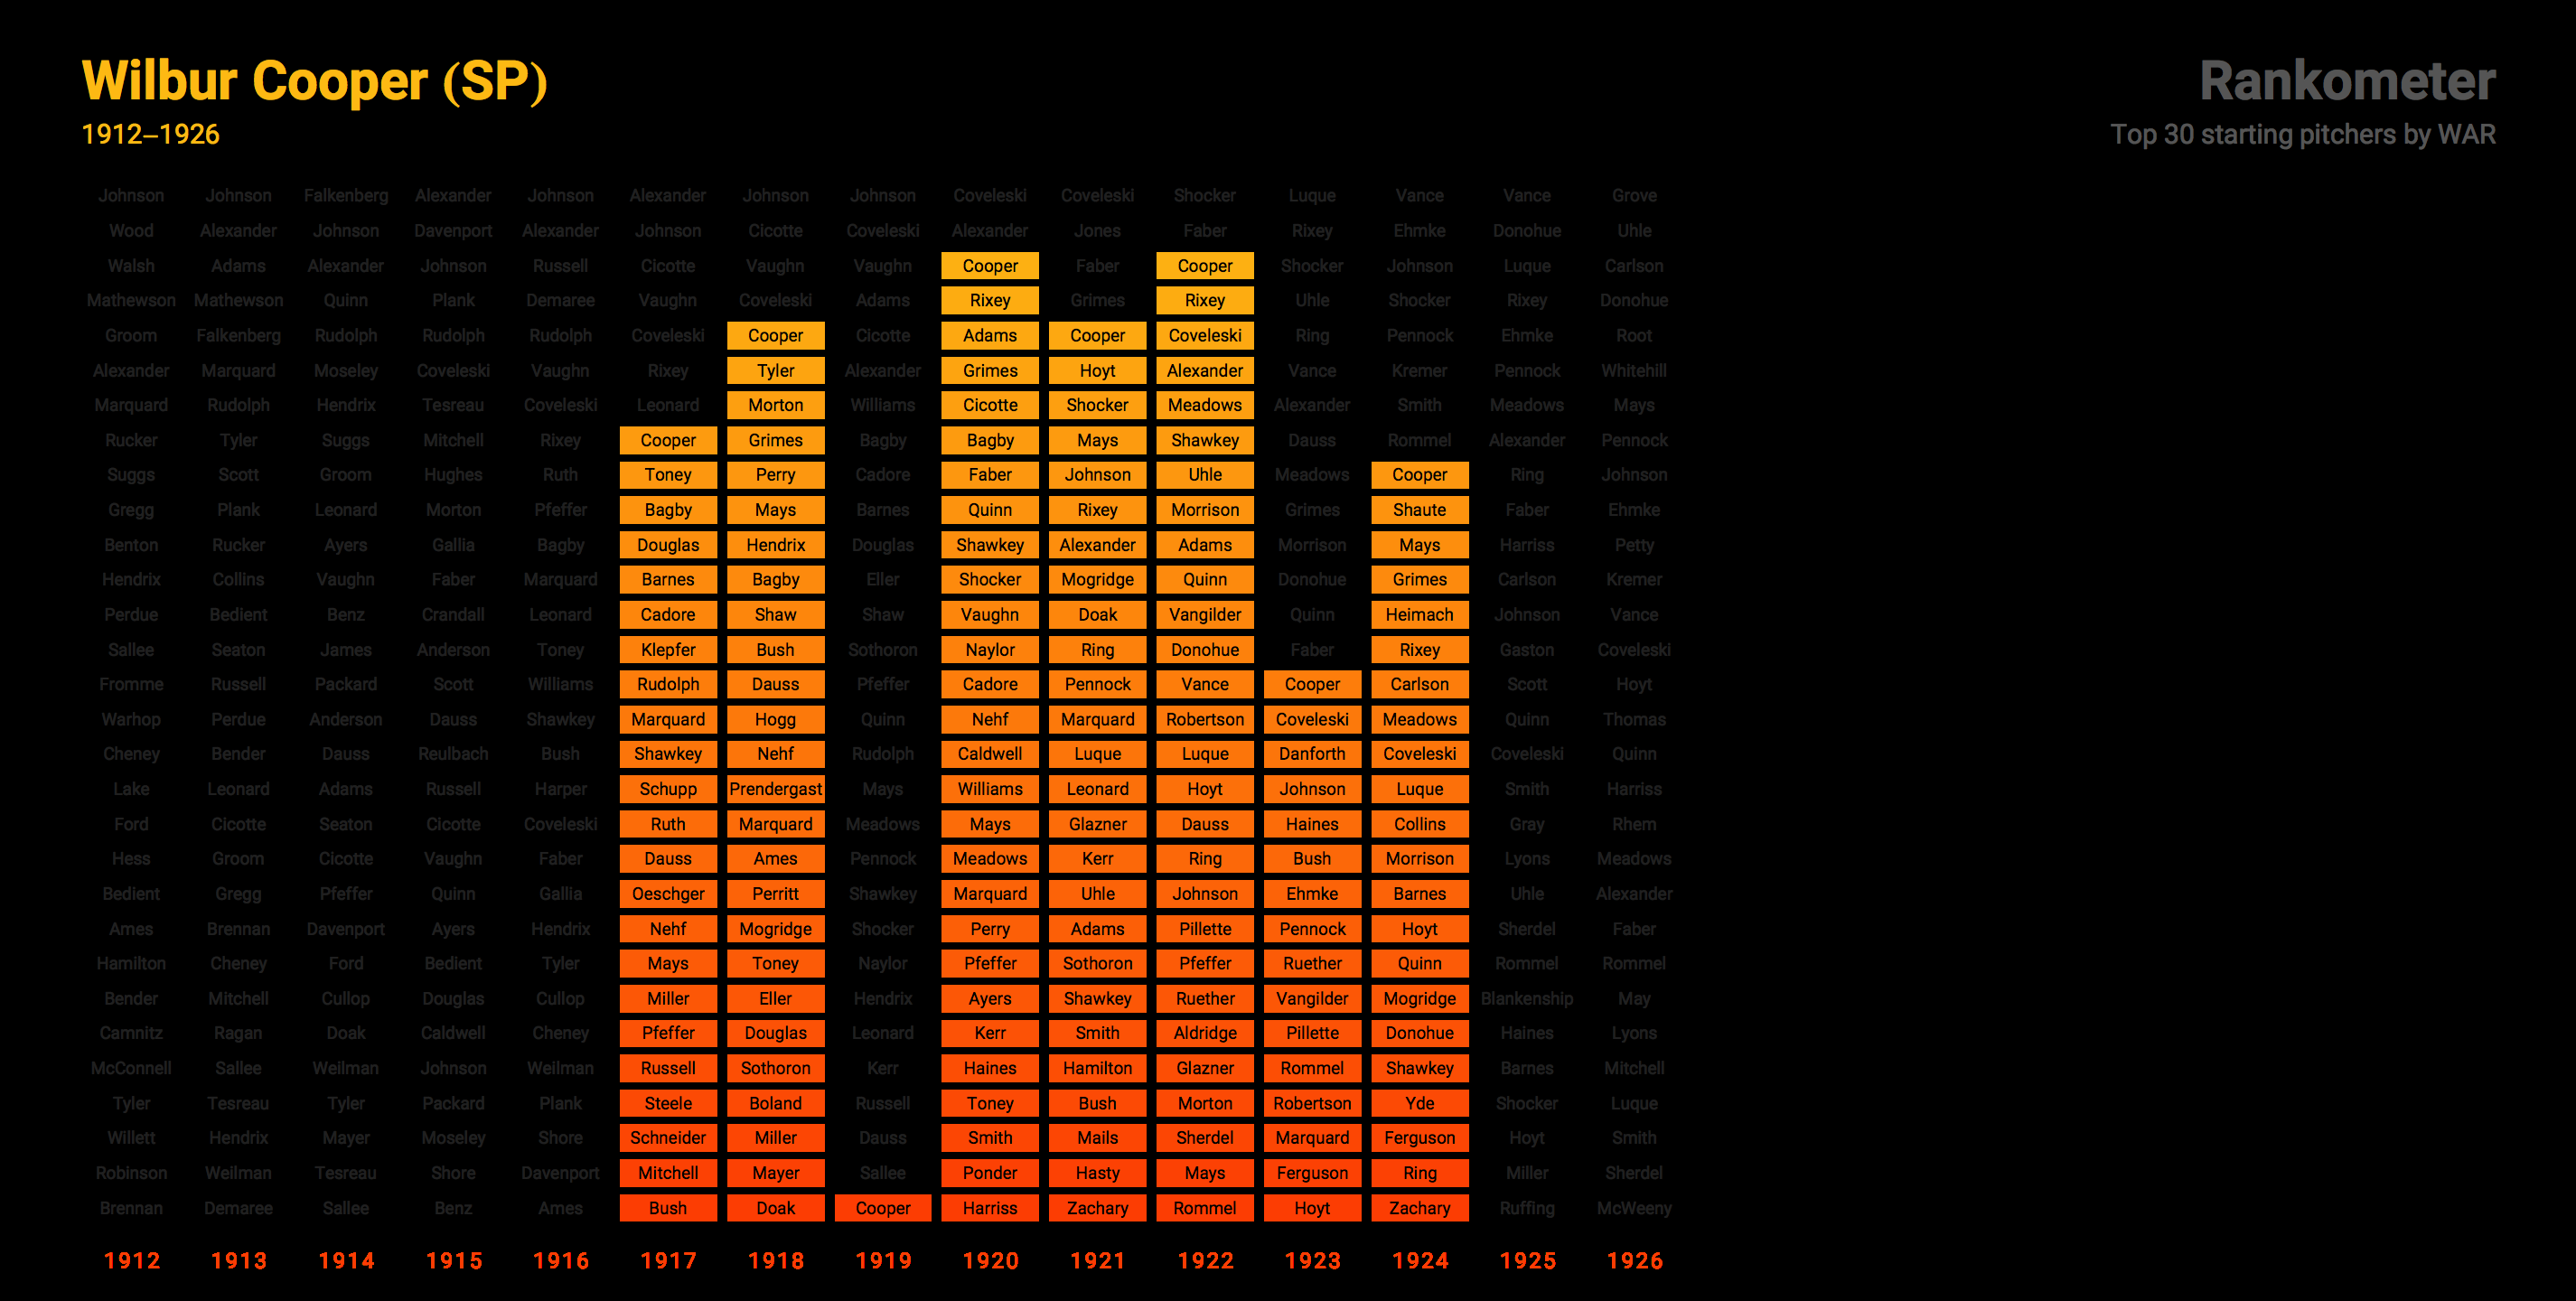 Wilbur Cooper (SP)
1912–1926
Rankometer
Top 30 starting pitchers by WAR
Johnson Johnson Falkenberg Alexander Johnson Alexander Johnson Johnson Coveleski Coveleski Shocker Luque Vance Vance Grove
Wood Alexander Johnson Davenport Alexander Johnson Cicotte Coveleski Alexander Jones Faber Rixey Ehmke Donohue Uhle
Walsh Adams Alexander Johnson Russell Cicotte Vaughn Vaughn Cooper Faber Cooper Shocker Johnson Luque Carlson
Mathewson Mathewson Quinn Plank Demaree Vaughn Coveleski Adams Rixey Grimes Rixey Uhle Shocker Rixey Donohue
Groom Falkenberg Rudolph Rudolph Rudolph Coveleski Cooper Cicotte Adams Cooper Coveleski Ring Pennock Ehmke Root
Alexander Marquard Moseley Coveleski Vaughn Rixey Tyler Alexander Grimes Hoyt Alexander Vance Kremer Pennock Whitehill
Marquard Rudolph Hendrix Tesreau Coveleski Leonard Morton Williams Cicotte Shocker Meadows Alexander Smith Meadows Mays
Rucker Tyler Suggs Mitchell Rixey Cooper Grimes Bagby Bagby Mays Shawkey Dauss Rommel Alexander Pennock
Suggs Scott Groom Hughes Ruth Toney Perry Cadore Faber Johnson Uhle Meadows Cooper Ring Johnson
Gregg Plank Leonard Morton Pfeffer Bagby Mays Barnes Quinn Rixey Morrison Grimes Shaute Faber Ehmke
Benton Rucker Ayers Gallia Bagby Douglas Hendrix Douglas Shawkey Alexander Adams Morrison Mays Harriss Petty
Hendrix Collins Vaughn Faber Marquard Barnes Bagby Eller Shocker Mogridge Quinn Donohue Grimes Carlson Kremer
Perdue Bedient Benz Crandall Leonard Cadore Shaw Shaw Vaughn Doak Vangilder Quinn Heimach Johnson Vance
Sallee Seaton James Anderson Toney Klepfer Bush Sothoron Naylor Ring Donohue Faber Rixey Gaston Coveleski
Fromme Russell Packard Scott Williams Rudolph Dauss Pfeffer Cadore Pennock Vance Cooper Carlson Scott Hoyt
Warhop Perdue Anderson Dauss Shawkey Marquard Hogg Quinn Nehf Marquard Robertson Coveleski Meadows Quinn Thomas
Cheney Bender Dauss Reulbach Bush Shawkey Nehf Rudolph Caldwell Luque Luque Danforth Coveleski Coveleski Quinn
Lake Leonard Adams Russell Harper Schupp Prendergast Mays Williams Leonard Hoyt Johnson Luque Smith Harriss
Ford Cicotte Seaton Cicotte Coveleski Ruth Marquard Meadows Mays Glazner Dauss Haines Collins Gray Rhem
Hess Groom Cicotte Vaughn Faber Dauss Ames Pennock Meadows Kerr Ring Bush Morrison Lyons Meadows
Bedient Gregg Pfeffer Quinn Gallia Oeschger Perritt Shawkey Marquard Uhle Johnson Ehmke Barnes Uhle Alexander
Ames Brennan Davenport Ayers Hendrix Nehf Mogridge Shocker Perry Adams Pillette Pennock Hoyt Sherdel Faber
Hamilton Cheney Ford Bedient Tyler Mays Toney Naylor Pfeffer Sothoron Pfeffer Ruether Quinn Rommel Rommel
Bender Mitchell Cullop Douglas Cullop Miller Eller Hendrix Ayers Shawkey Ruether Vangilder Mogridge Blankenship May
Camnitz Ragan Doak Caldwell Cheney Pfeffer Douglas Leonard Kerr Smith Aldridge Pillette Donohue Haines Lyons
McConnell Sallee Weilman Johnson Weilman Russell Sothoron Kerr Haines Hamilton Glazner Rommel Shawkey Barnes Mitchell
Tyler Tesreau Tyler Packard Plank Steele Boland Russell Toney Bush Morton Robertson Yde Shocker Luque
Willett Hendrix Mayer Moseley Shore Schneider Miller Dauss Smith Mails Sherdel Marquard Ferguson Hoyt Smith
Robinson Weilman Tesreau Shore Davenport Mitchell Mayer Sallee Ponder Hasty Mays Ferguson Ring Miller Sherdel
Brennan Demaree Sallee Benz Ames Bush Doak Cooper Harriss Zachary Rommel Hoyt Zachary Ruffing McWeeny
1912 1913 1914 1915 1916 1917 1918 1919 1920 1921 1922 1923 1924 1925 1926